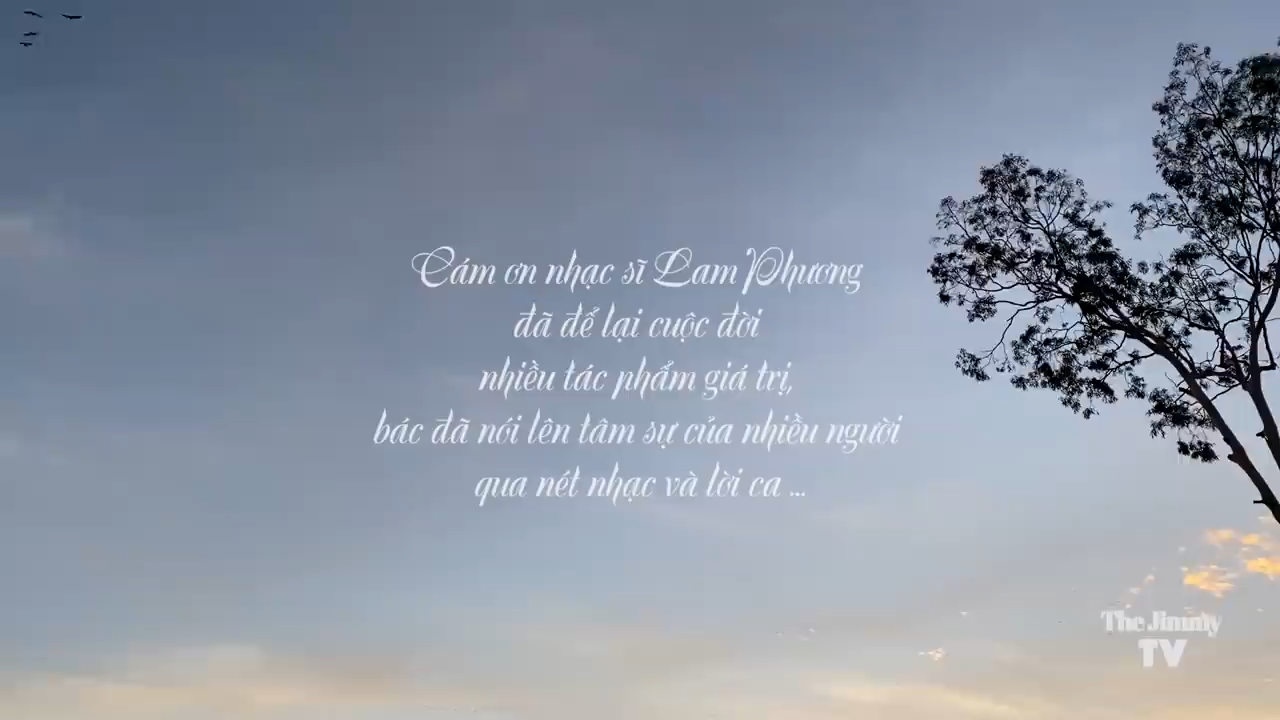 Cám ơn nhạc sĩ Lam Phương
đã để lại cuộc đời
nhiều tác phẩm giá trị,
bác đã nói lên tâm sự của nhiều người
qua nét nhạc và lời ca ...
The Jimmy
TV